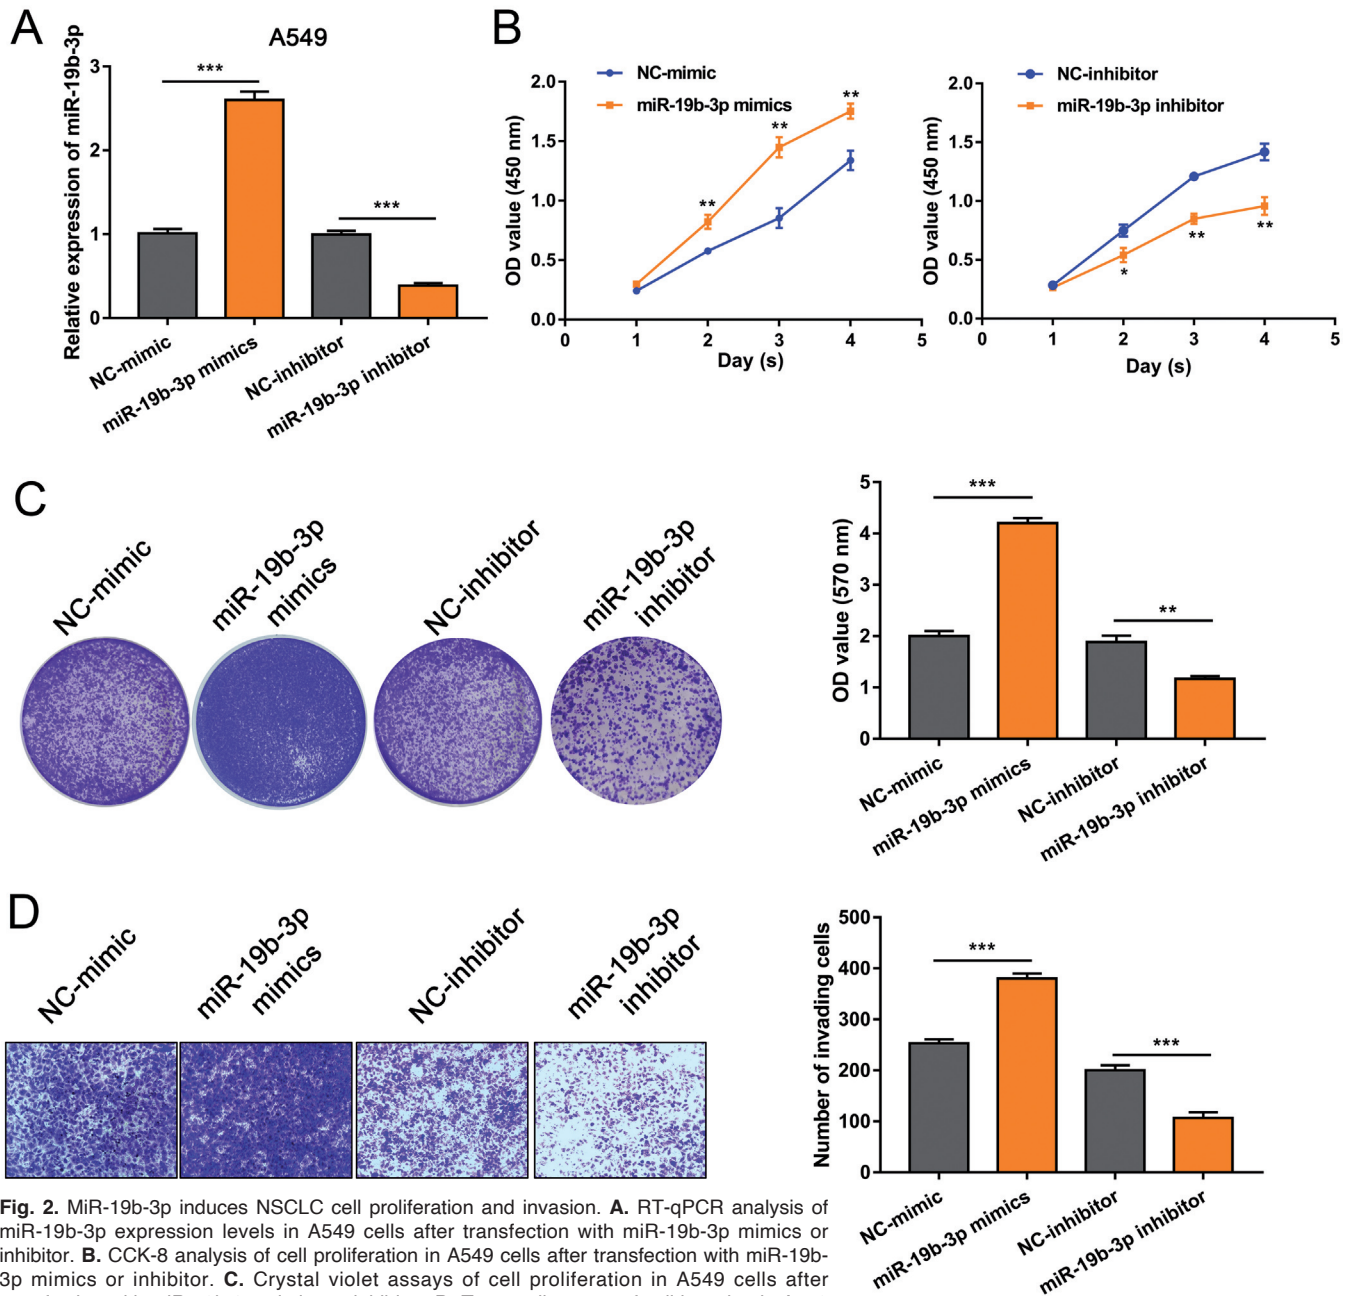 A
A549
Relative expression of miR-19b-3p
3
2
1
0
***
***
NC-mimic
miR-19b-3p mimics
NC-inhibitor
miR-19b-3p inhibitor
B
NC-mimic
miR-19b-3p mimics
OD value (450 nm)
2.0
1.5
1.0
0.5
0.0
**
**
**
0 1 2 3 4 5
Day (s)
NC-inhibitor
miR-19b-3p inhibitor
OD value (450 nm)
2.0
1.5
1.0
0.5
0.0
*
**
**
0 1 2 3 4 5
Day (s)
C
NC-mimic
miR-19b-3p
mimics
NC-inhibitor
miR-19b-3p
inhibitor
OD value (570 nm)
5
4
3
2
1
0
***
**
NC-mimic
miR-19b-3p mimics
NC-inhibitor
miR-19b-3p inhibitor
D
NC-mimic
miR-19b-3p
mimics
NC-inhibitor
miR-19b-3p
inhibitor
Number of invading cells
500
400
300
200
100
0
***
***
NC-mimic
miR-19b-3p mimics
NC-inhibitor
miR-19b-3p inhibitor
Fig. 2. MiR-19b-3p induces NSCLC cell proliferation and invasion. A. RT-qPCR analysis of
miR-19b-3p expression levels in A549 cells after transfection with miR-19b-3p mimics or
inhibitor. B. CCK-8 analysis of cell proliferation in A549 cells after transfection with miR-19b-
3p mimics or inhibitor. C. Crystal violet assays of cell proliferation in A549 cells after